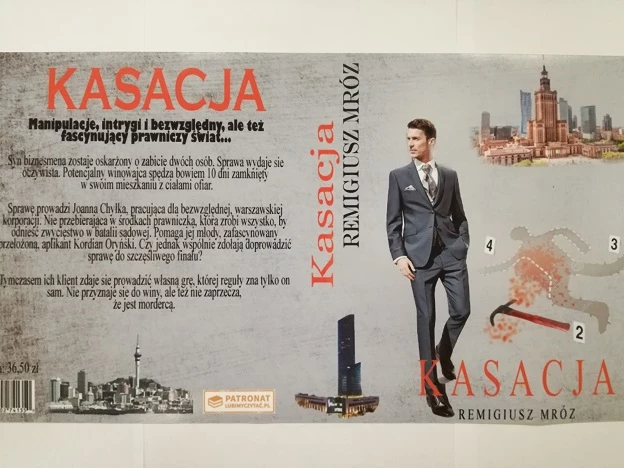 KASACJA
Manipulacje, intrygi i bezwzględny, ale też
fascynujący prawniczy świat...
Syn biznesmena zostaje oskarżony o zabicie dwóch osób. Sprawa wydaje się
oczywista. Potencjalny winowajca spędza bowiem 10 dni zamknięty
w swoim mieszkaniu z ciałami ofiar.
Sprawę prowadzi Joanna Chyłka, pracująca dla bezwzględnej, warszawskiej
korporacji. Nie przebierająca w środkach prawniczka, która zrobi wszystko, by
odnieść zwycięstwo w batalii sądowej. Pomaga jej młody, zafascynowany
przełożoną, aplikant Kordian Oryński. Czy jednak wspólnie zdołają doprowadzić
sprawę do szczęśliwego finału?
Tymczasem ich klient zdaje się prowadzić własną grę, której reguły zna tylko on
sam. Nie przyznaje się do winy, ale też nie zaprzecza,
że jest mordercą.
: 36,50 zł
PATRONAT
LUBIMYCZYTAĆ.PL
Kasacja
REMIGIUSZ MRÓZ
4
3
2
KASACJA
REMIGIUSZ MRÓZ